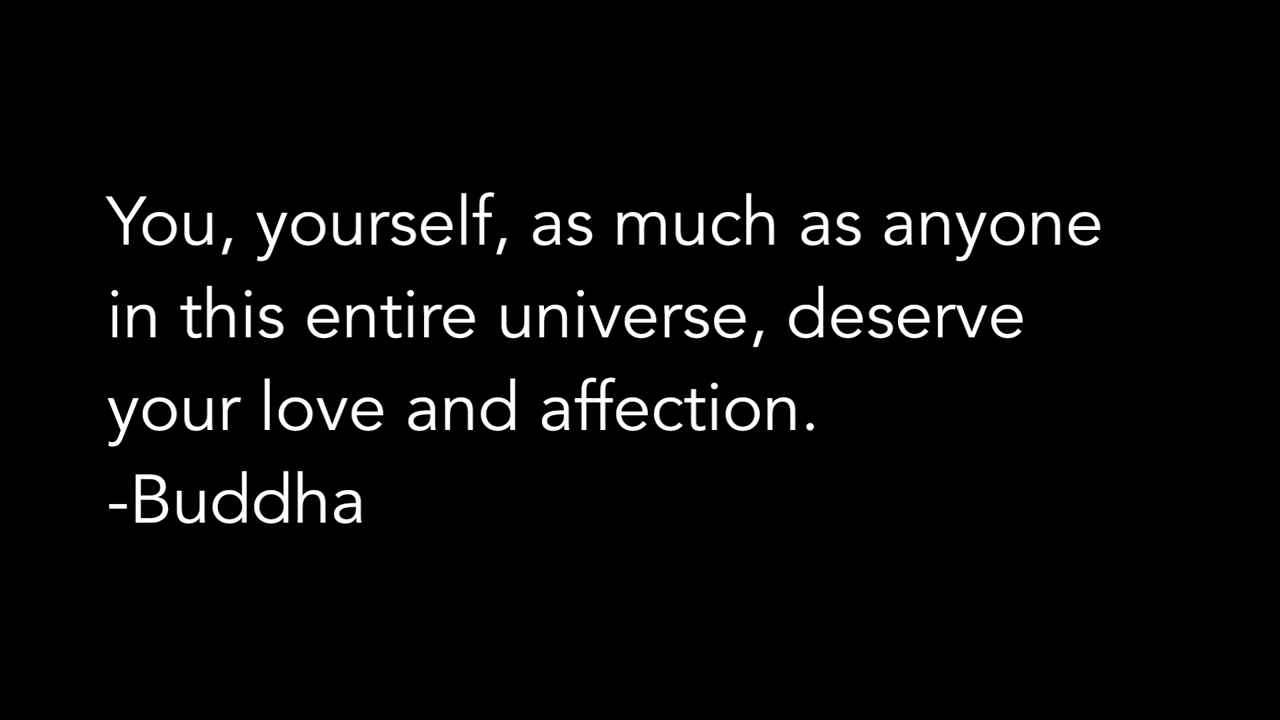 You, yourself, as much as anyone
in this entire universe, deserve
your love and affection.
-Buddha